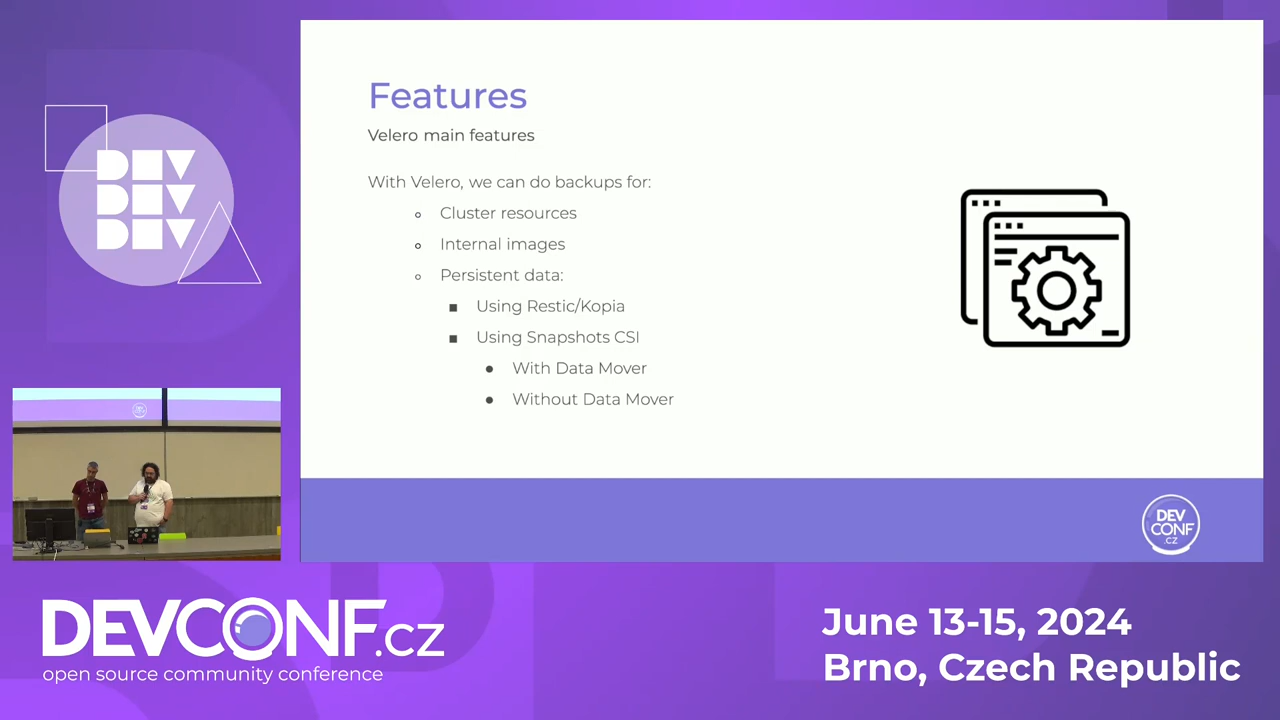 DEV
DEV
DEV
Features
Velero main features
With Velero, we can do backups for:
Cluster resources
Internal images
Persistent data:
Using Restic/Kopia
Using Snapshots CSI
With Data Mover
Without Data Mover
DEV
CONF
.CZ
DEVCONF.cz
open source community conference
June 13-15, 2024
Brno, Czech Republic